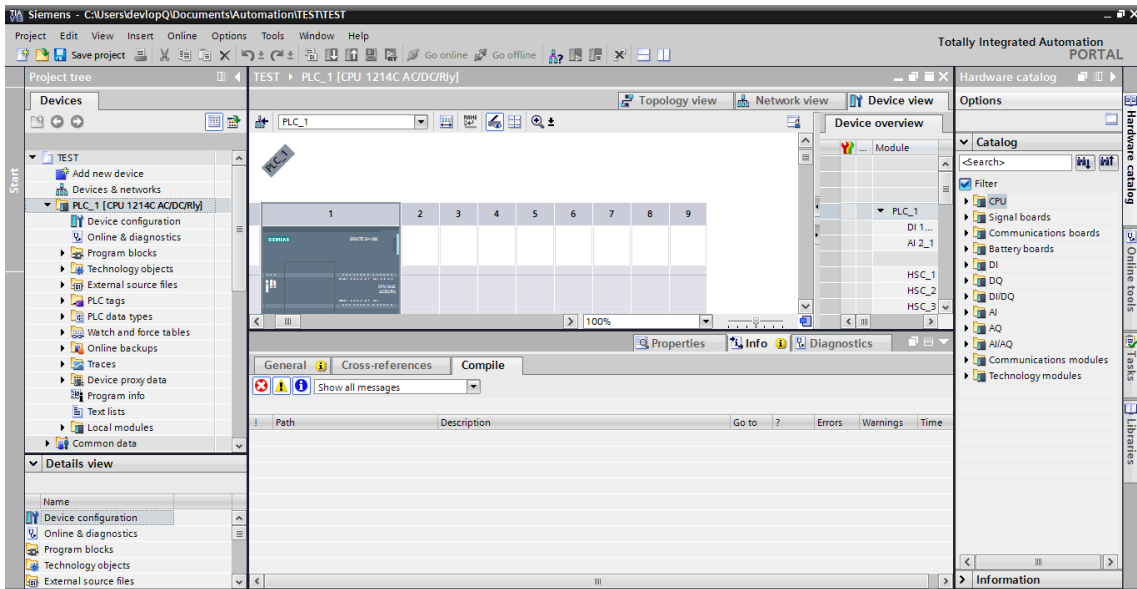 Siemens - C:\Users\devlopQ\Documents\Automation\TEST\TEST
Project Edit View Insert Online Options Tools Window Help
Totally Integrated Automation
PORTAL
Save project
Go online
Go offline
Project tree
TEST ▸ PLC_1 [CPU 1214C AC/DC/Rly]
Hardware catalog
Devices
Topology view
Network view
Device view
Options
PLC_1
Device overview
Start
TEST
Add new device
Devices & networks
PLC_1 [CPU 1214C AC/DC/Rly]
Device configuration
Online & diagnostics
Program blocks
Technology objects
External source files
PLC tags
PLC data types
Watch and force tables
Online backups
Traces
Device proxy data
Program info
Text lists
Local modules
Common data
Details view
Name
Device configuration
Online & diagnostics
Program blocks
Technology objects
External source files
PLC_1
1 2 3 4 5 6 7 8 9
SIEMENS
100%
... Module
PLC_1
DI 1...
AI 2_1
HSC_1
HSC_2
HSC_3
Properties
Info
Diagnostics
General
Cross-references
Compile
Show all messages
! Path Description Go to ? Errors Warnings Time
Catalog
<Search>
Filter
CPU
Signal boards
Communications boards
Battery boards
DI
DQ
DI/DQ
AI
AQ
AI/AQ
Communications modules
Technology modules
Information
Hardware catalog
Online tools
Tasks
Libraries